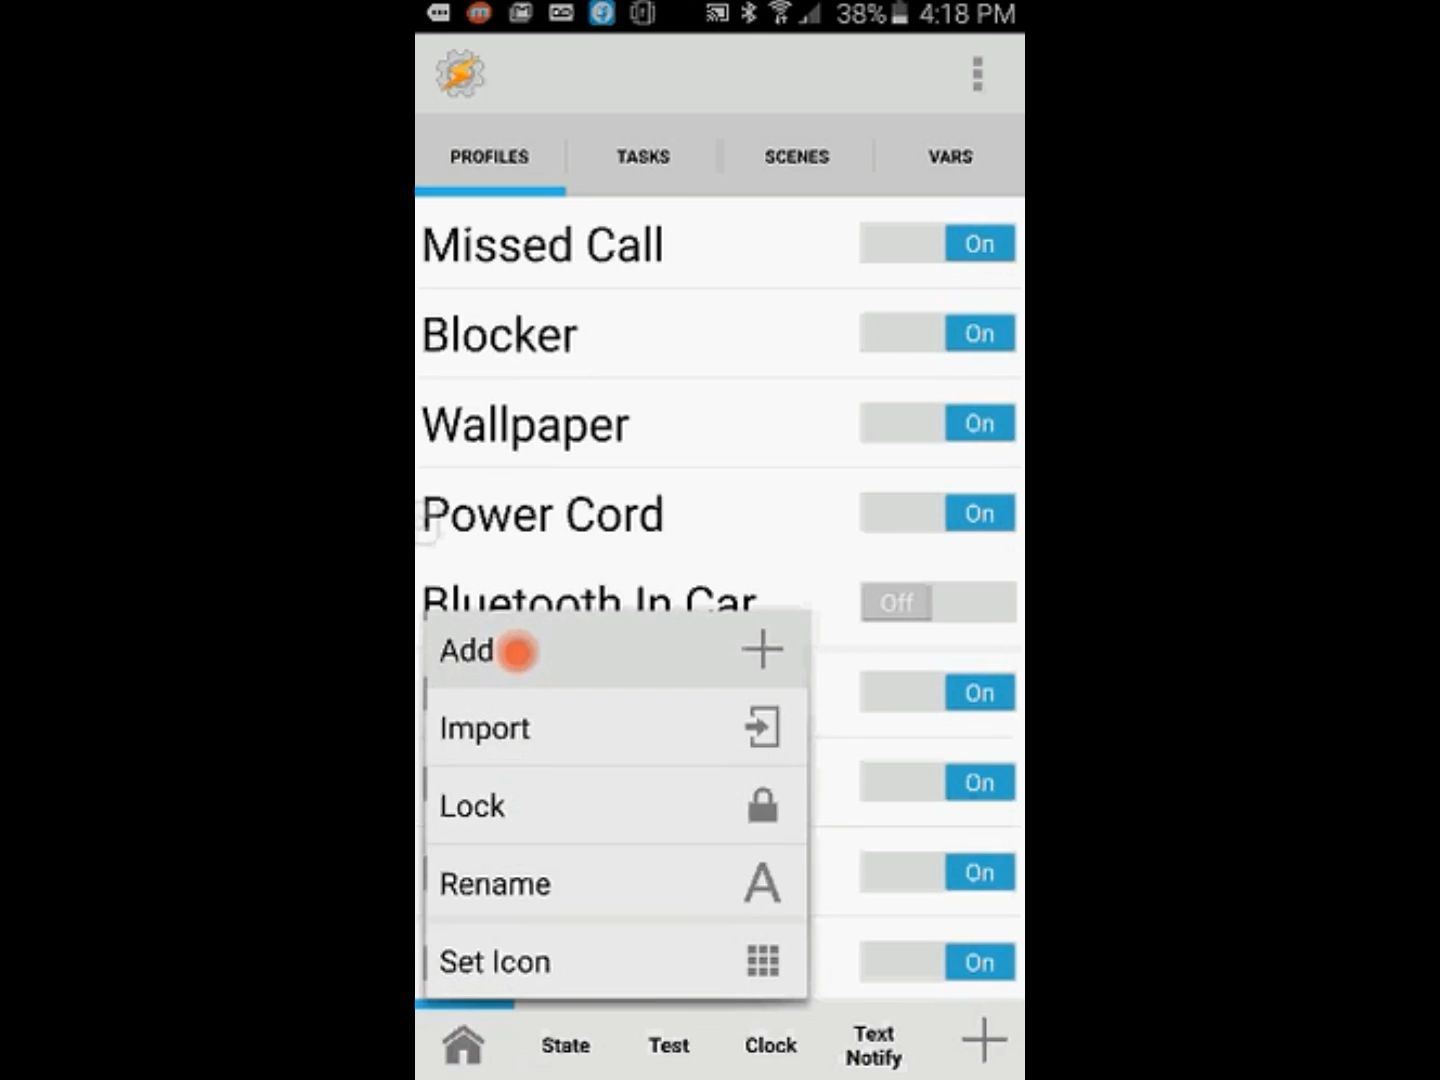 38% 4:18 PM
PROFILES TASKS SCENES VARS
Missed Call On
Blocker On
Wallpaper On
Power Cord On
Bluetooth In Car Off
Add
On
Import
On
Lock
On
Rename
On
Set Icon
State Test Clock Text Notify